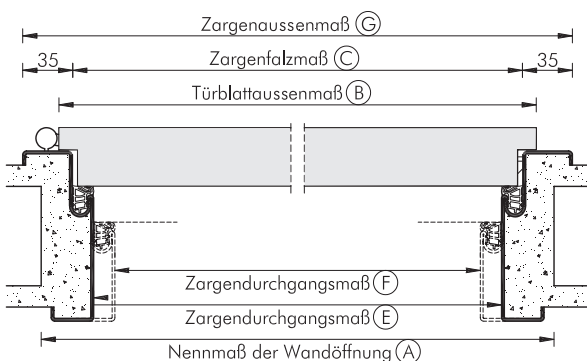 Zargenaussenmaß G
35 Zargenfalzmaß C 35
Türblattaussenmaß B
Zargendurchgangsmaß F
Zargendurchgangsmaß E
Nennmaß der Wandöffnung A